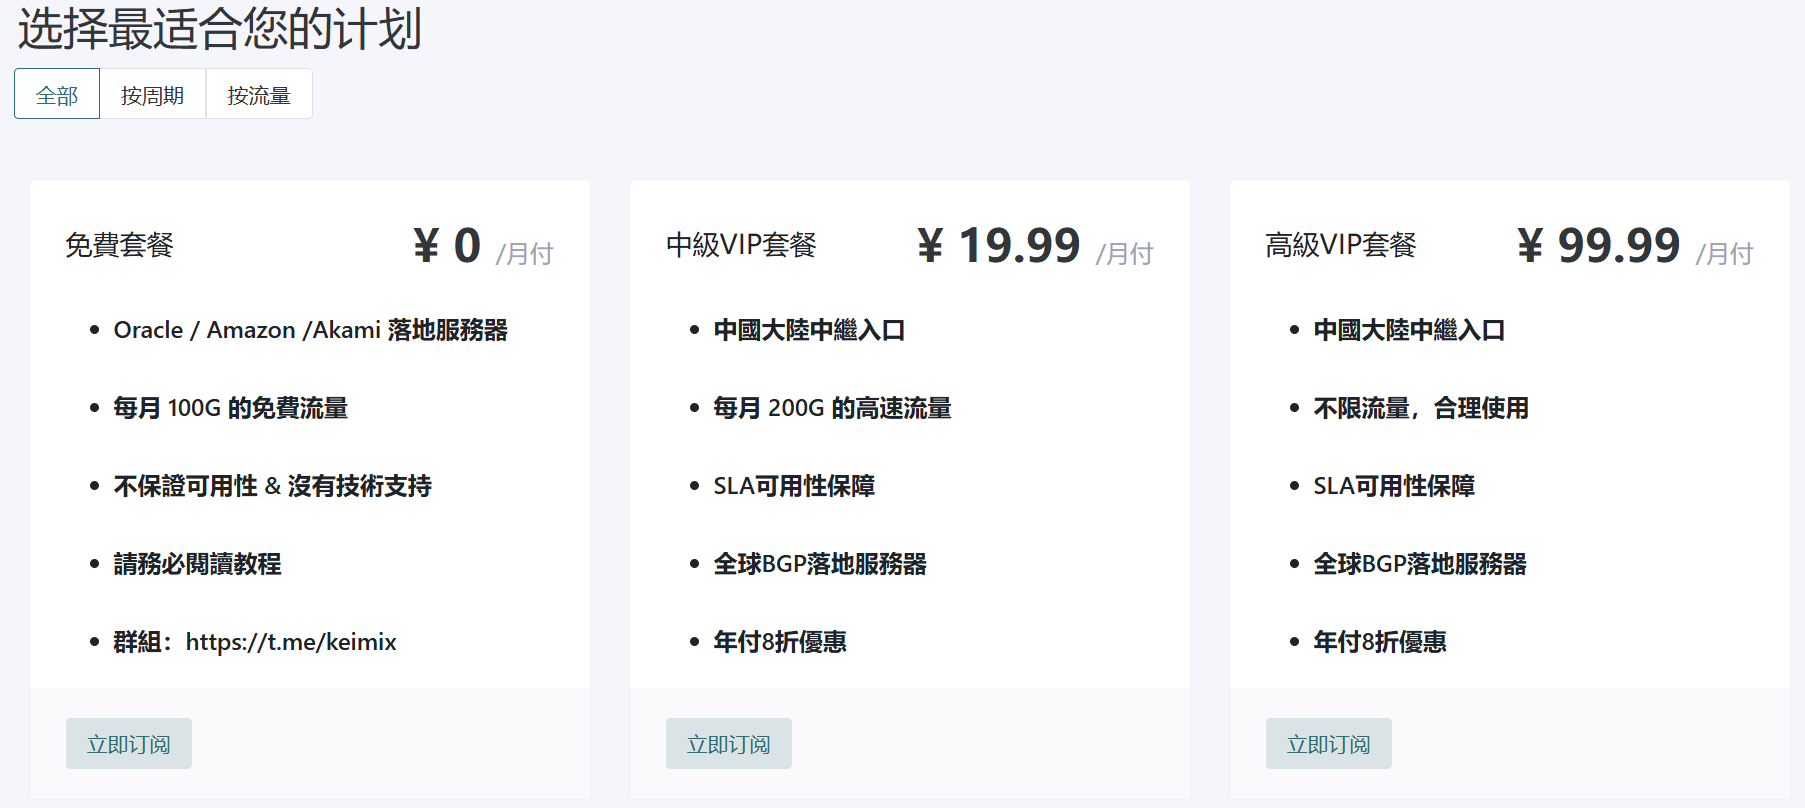 选择最适合您的计划
全部 按周期 按流量
免費套餐 ¥ 0 /月付
Oracle / Amazon /Akami 落地服務器
每月 100G 的免費流量
不保證可用性 & 沒有技術支持
請務必閱讀教程
群組：https://t.me/keimix
立即订阅
中級VIP套餐 ¥ 19.99 /月付
中國大陸中繼入口
每月 200G 的高速流量
SLA可用性保障
全球BGP落地服務器
年付8折優惠
立即订阅
高級VIP套餐 ¥ 99.99 /月付
中國大陸中繼入口
不限流量，合理使用
SLA可用性保障
全球BGP落地服務器
年付8折優惠
立即订阅